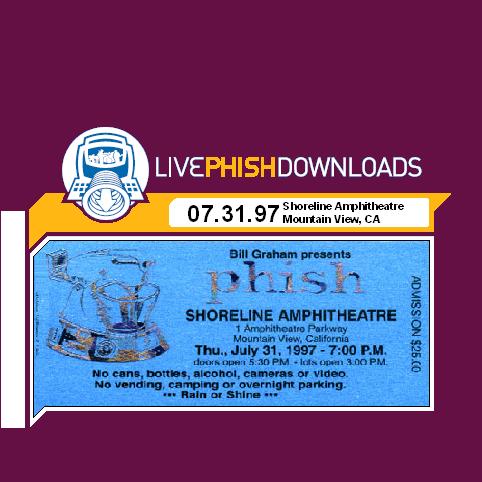 LIVEPHISHDOWNLOADS
07.31.97 Shoreline Amphitheatre
Mountain View, CA
Bill Graham presents
phish
SHORELINE AMPHITHEATRE
1 Amphitheatre Parkway
Mountain View, California
Thu., July 31, 1997 - 7:00 P.M.
doors open 5:30 P.M. - lots open 3:00 P.M.
No cans, bottles, alcohol, cameras or video.
No vending, camping or overnight parking.
*** Rain or Shine ***
ADMISSION $25.00